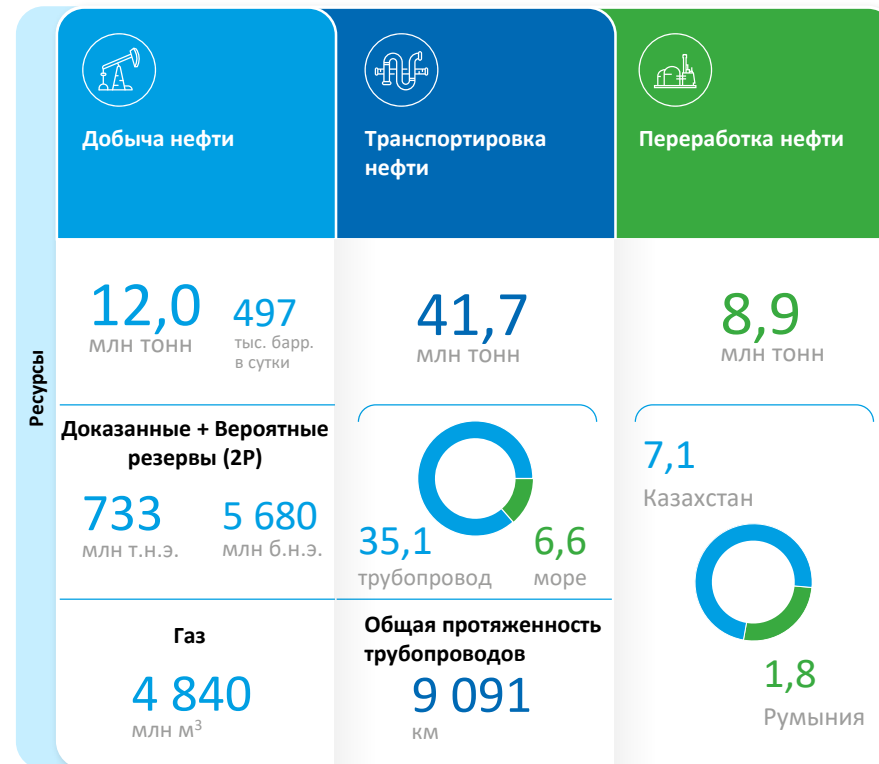 Ресурсы
Добыча нефти
12,0
млн тонн
497
тыс. барр.
в сутки
Доказанные + Вероятные
резервы (2P)
733
млн т.н.э.
5 680
млн б.н.э.
Газ
4 840
млн м³
Транспортировка
нефти
41,7
млн тонн
35,1
трубопровод
6,6
море
Общая протяженность
трубопроводов
9 091
км
Переработка нефти
8,9
млн тонн
7,1
Казахстан
1,8
Румыния